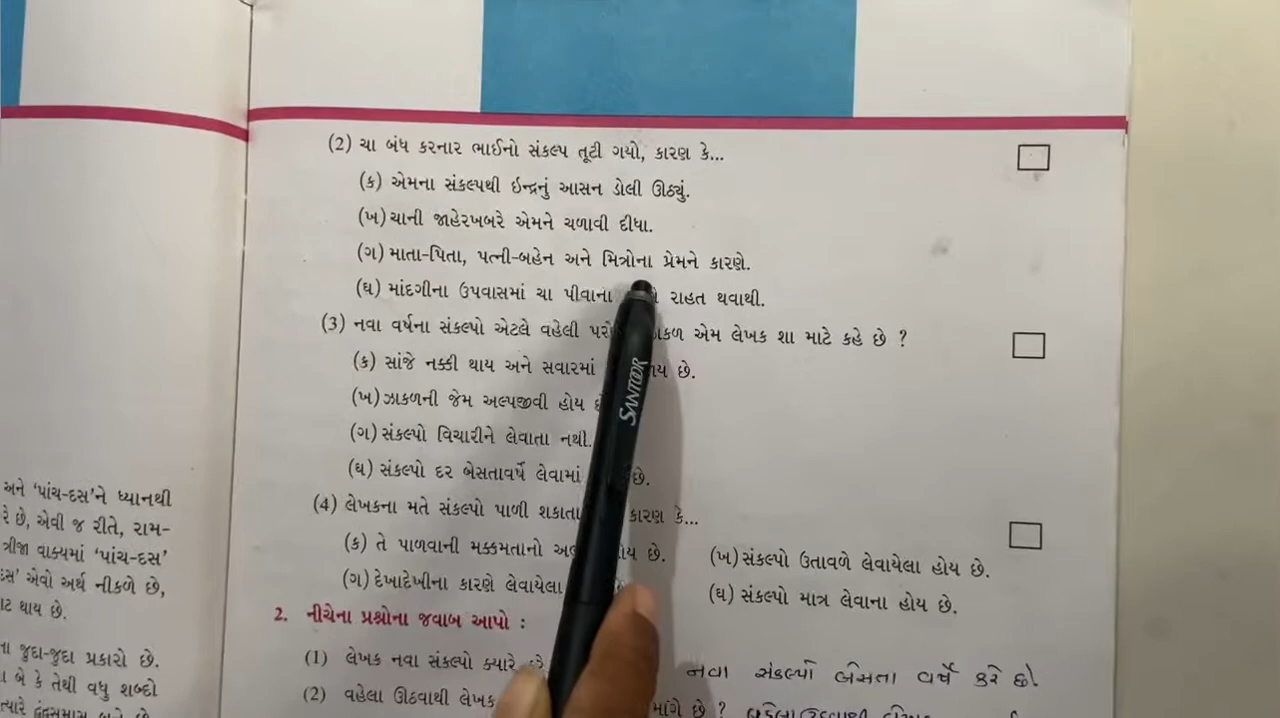 (2) ચા બંધ કરનાર ભાઈનો સંકલ્પ તૂટી ગયો, કારણ કે...
(ક) એમના સંકલ્પથી ઇન્દ્રનું આસન ડોલી ઊઠ્યું.
(ખ) ચાની જાહેરખબરે એમને ચળાવી દીધા.
(ગ) માતા-પિતા, પત્ની-બહેન અને મિત્રોના પ્રેમને કારણે.
(ઘ) માંદગીના ઉપવાસમાં ચા પીવાના રાહત થવાથી.
(3) નવા વર્ષના સંકલ્પો એટલે વહેલી એમ લેખક શા માટે કહે છે ?
(ક) સાંજે નક્કી થાય અને સવારમાં છે.
(ખ) ઝાકળની જેમ અલ્પજીવી હોય
(ગ) સંકલ્પો વિચારીને લેવાતા નથી.
(ઘ) સંકલ્પો દર બેસતાવર્ષે લેવામાં છે.
(4) લેખકના મતે સંકલ્પો પાળી શકાતા કારણ કે...
(ક) તે પાળવાની મક્કમતાનો હોય છે.
(ખ) સંકલ્પો ઉતાવળે લેવાયેલા હોય છે.
(ગ) દેખાદેખીના કારણે લેવાયેલા
(ઘ) સંકલ્પો માત્ર લેવાના હોય છે.
2. નીચેના પ્રશ્નોના જવાબ આપો :
(1) લેખક નવા સંકલ્પો ક્યારે નવા સંકલ્પો બેસતા વર્ષે કરે છે.
(2) વહેલા ઊઠવાથી લેખક માંગે છે ?
અને 'પાંચ-દસ'ને ધ્યાનથી
છે, એવી જ રીતે, રામ-
ત્રીજા વાક્યમાં 'પાંચ-દસ'
એવો અર્થ નીકળે છે,
થાય છે.
જુદા-જુદા પ્રકારો છે.
બે કે તેથી વધુ શબ્દો
SANTOOR